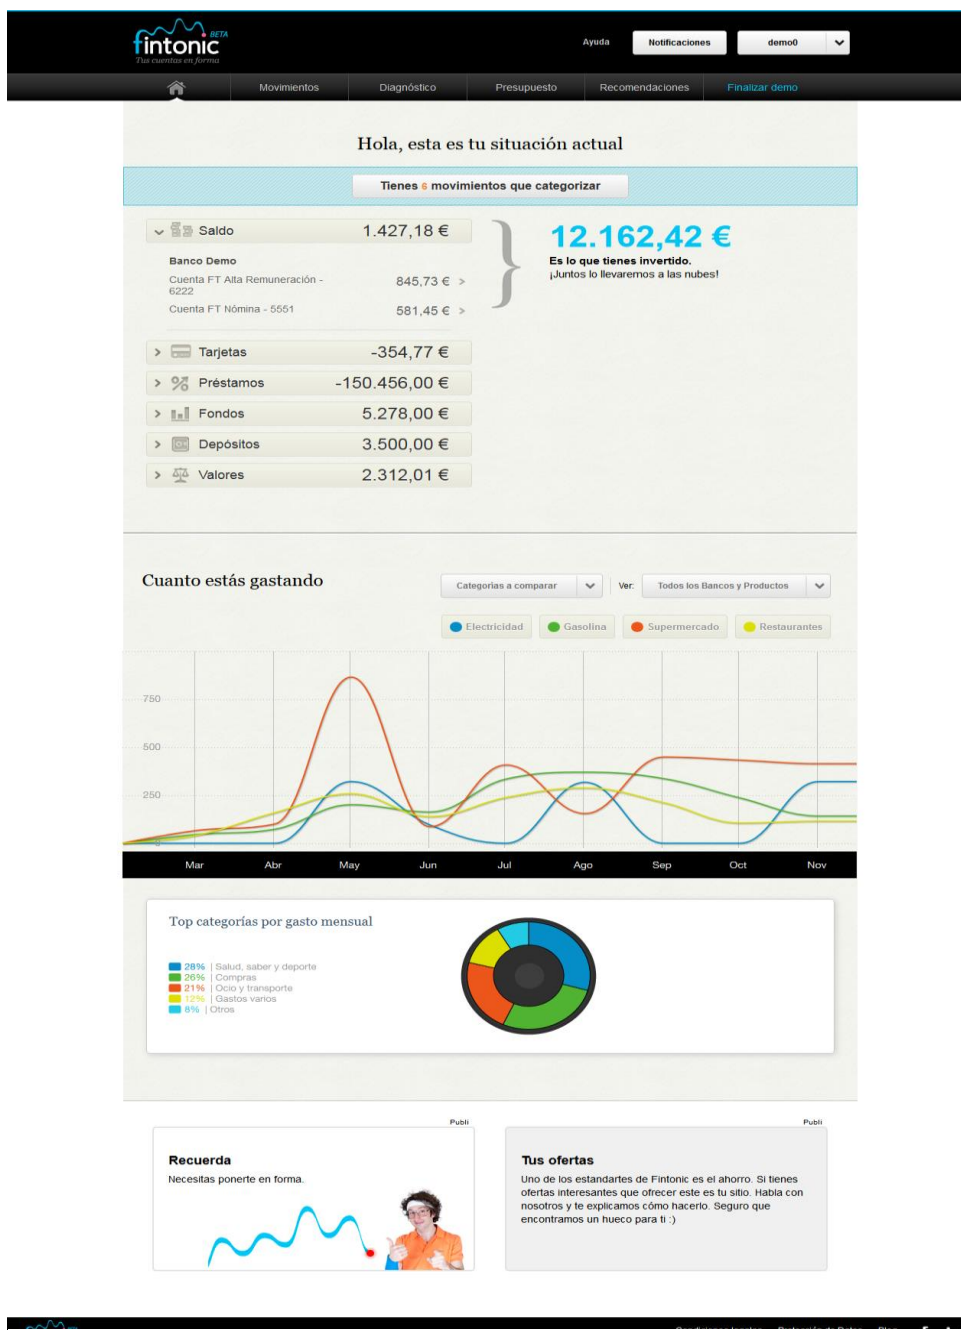 fintonic BETA
Tus cuentas en forma
Ayuda
Notificaciones
demo0
Movimientos
Diagnóstico
Presupuesto
Recomendaciones
Finalizar demo
Hola, esta es tu situación actual
Tienes 6 movimientos que categorizar
Saldo 1.427,18 €
Banco Demo
Cuenta FT Alta Remuneración -
6222
845,73 € >
Cuenta FT Nómina - 5551 581,45 € >
12.162,42 €
Es lo que tienes invertido.
¡Juntos lo llevaremos a las nubes!
Tarjetas -354,77 €
Préstamos -150.456,00 €
Fondos 5.278,00 €
Depósitos 3.500,00 €
Valores 2.312,01 €
Cuanto estás gastando
Categorias a comparar
Ver:
Todos los Bancos y Productos
Electricidad
Gasolina
Supermercado
Restaurantes
750
500
250
0
Mar Abr May Jun Jul Ago Sep Oct Nov
Top categorías por gasto mensual
28% | Salud, saber y deporte
26% | Compras
21% | Ocio y transporte
12% | Gastos varios
8% | Otros
Publi
Recuerda
Necesitas ponerte en forma.
Publi
Tus ofertas
Uno de los estandartes de Fintonic es el ahorro. Si tienes
ofertas interesantes que ofrecer este es tu sitio. Habla con
nosotros y te explicamos cómo hacerlo. Seguro que
encontramos un hueco para ti :)
Condiciones legales
Protección de Datos
Blog